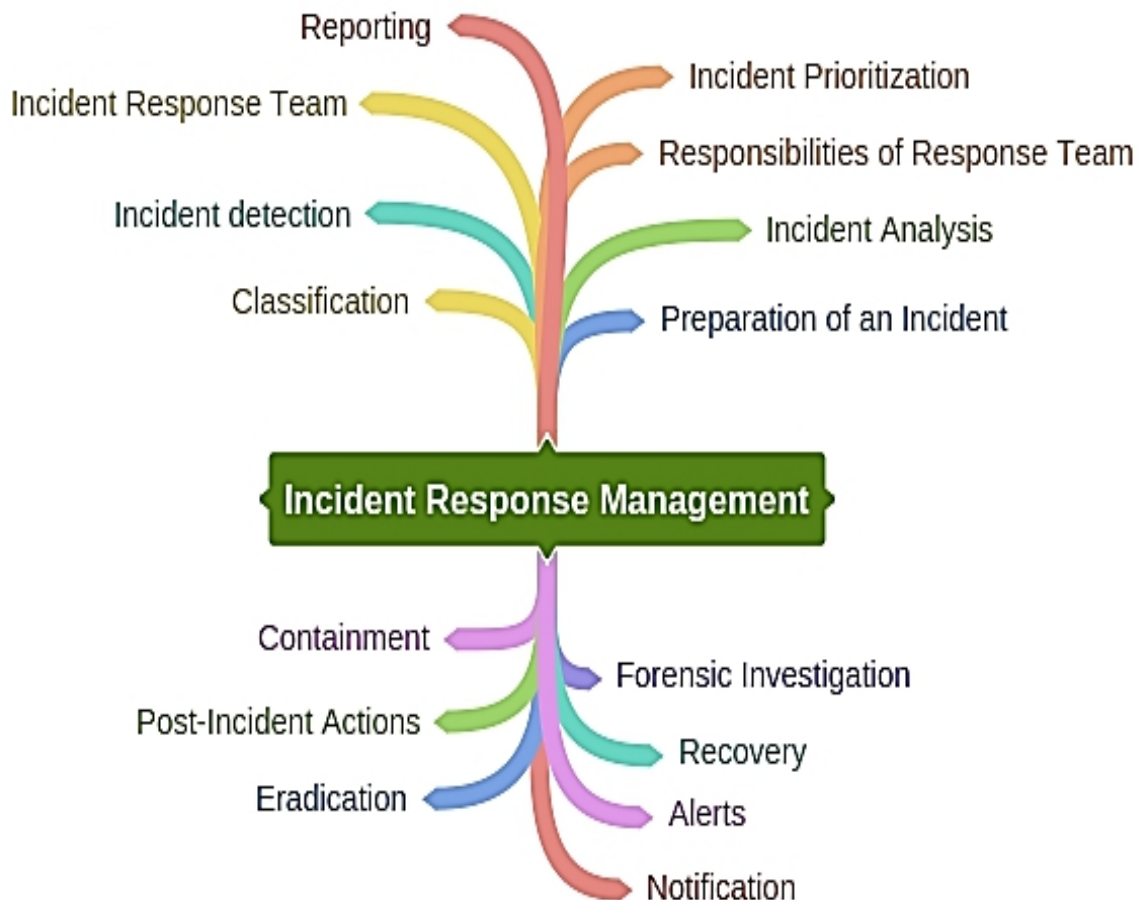 Reporting
Incident Prioritization
Incident Response Team
Responsibilities of Response Team
Incident detection
Incident Analysis
Classification
Preparation of an Incident
Incident Response Management
Containment
Forensic Investigation
Post-Incident Actions
Recovery
Eradication
Alerts
Notification